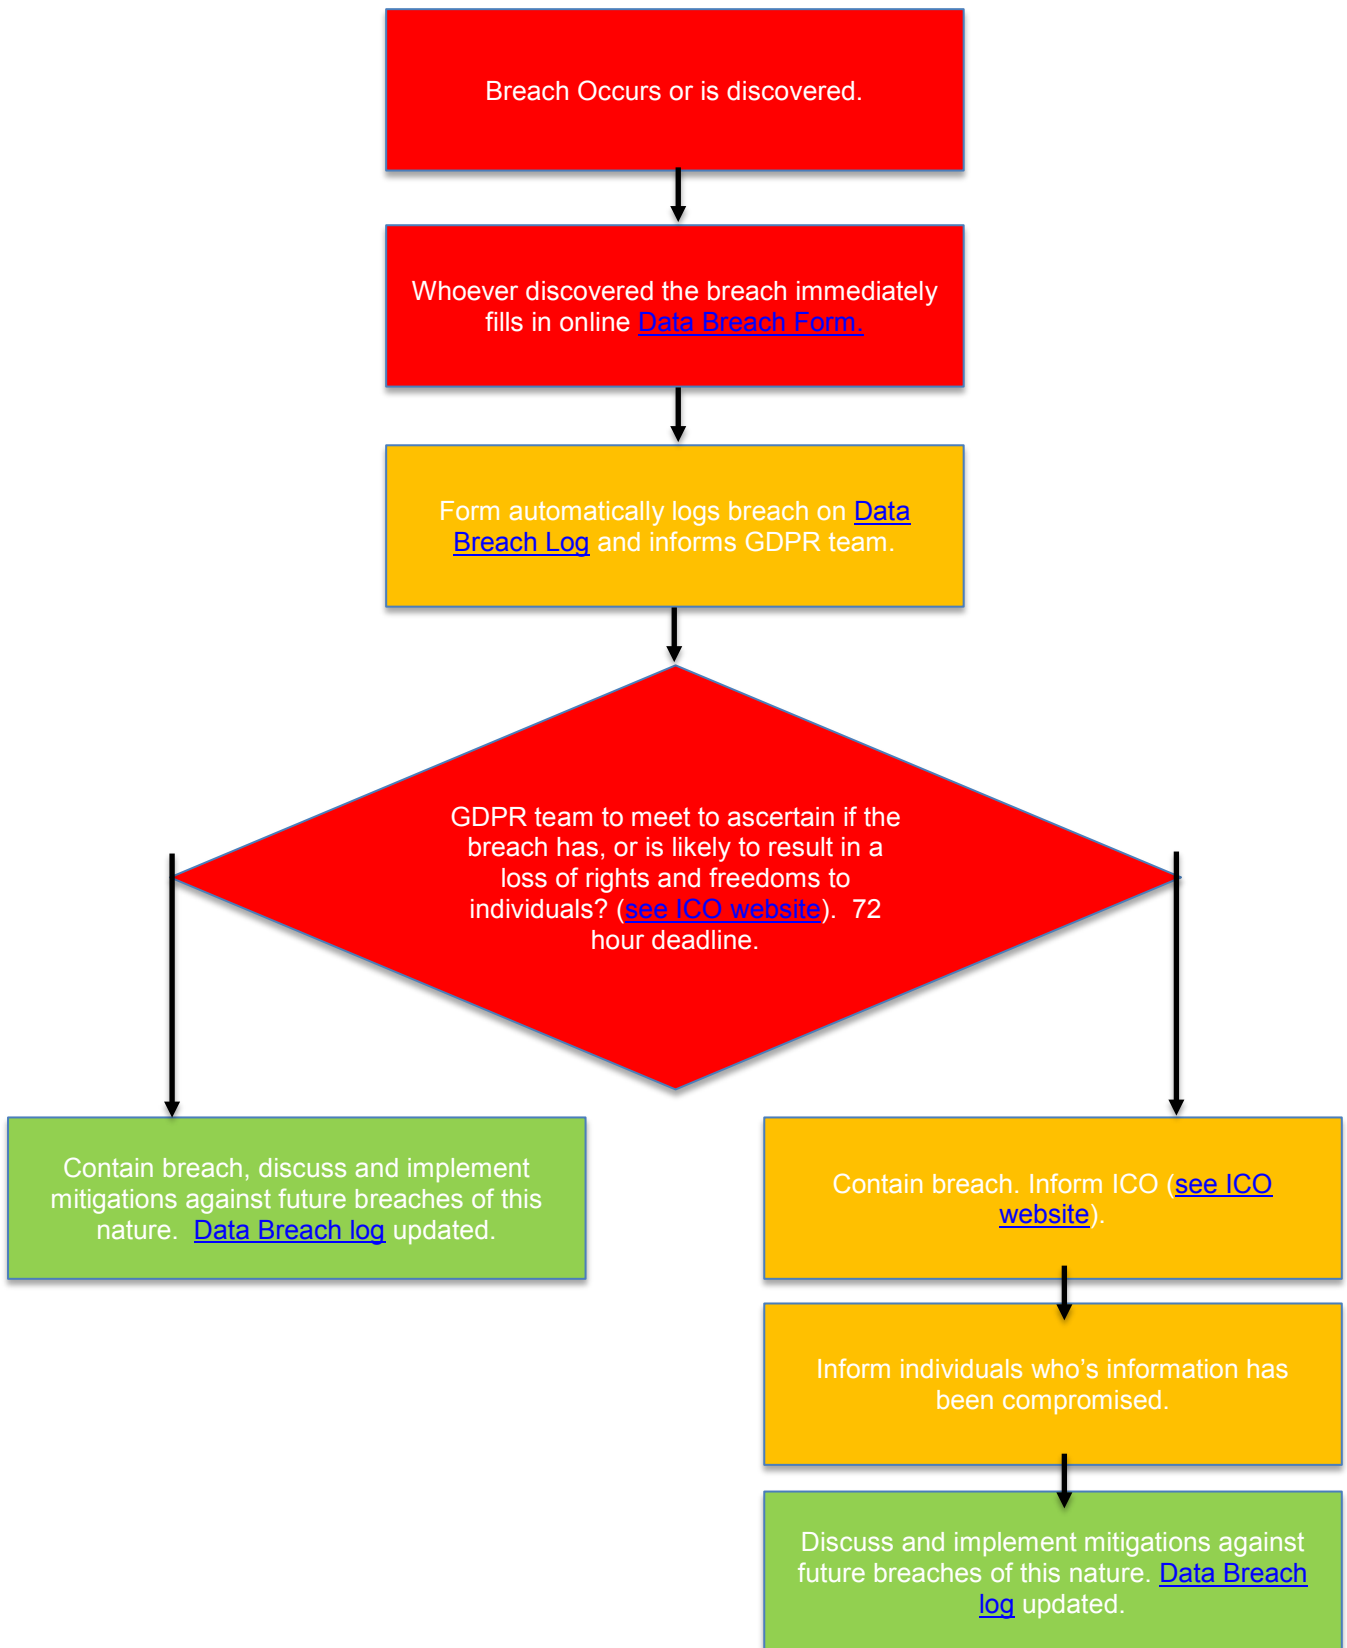 Breach Occurs or is discovered.
Whoever discovered the breach immediately
fills in online Data Breach Form.
Form automatically logs breach on Data
Breach Log and informs GDPR team.
GDPR team to meet to ascertain if the
breach has, or is likely to result in a
loss of rights and freedoms to
individuals? (see ICO website).  72
hour deadline.
Contain breach, discuss and implement
mitigations against future breaches of this
nature.  Data Breach log updated.
Contain breach. Inform ICO (see ICO
website).
Inform individuals who’s information has
been compromised.
Discuss and implement mitigations against
future breaches of this nature. Data Breach
log updated.